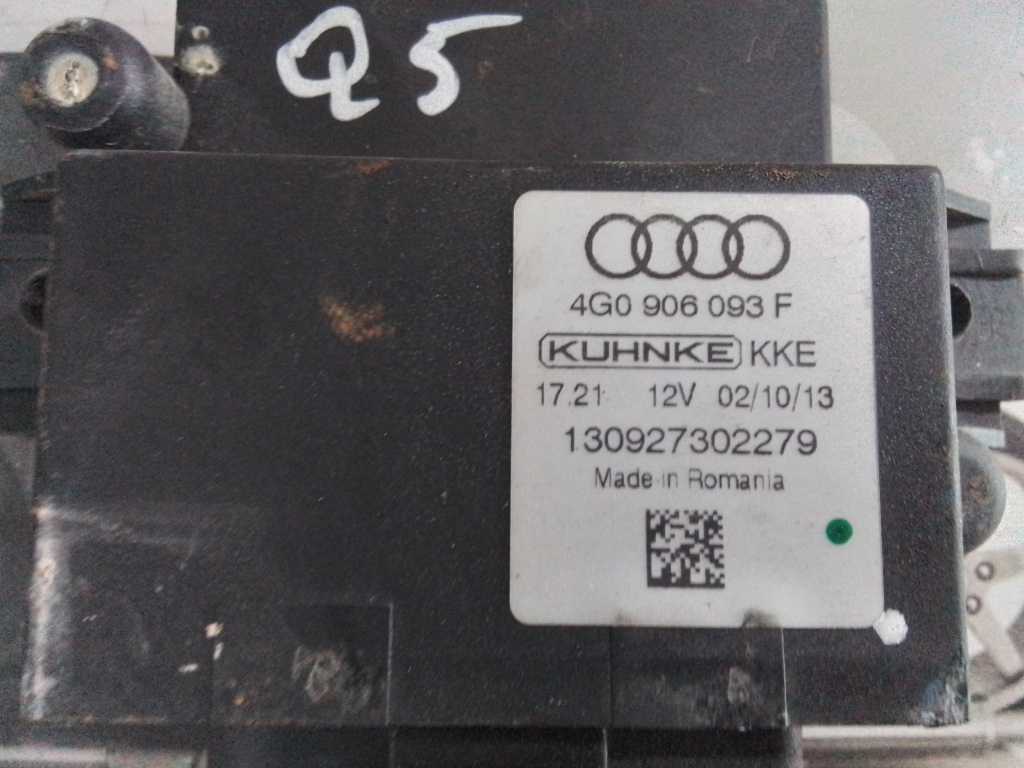 Q5
4G0 906 093 F
KUHNKE KKE
17.21 12V 02/10/13
130927302279
Made in Romania